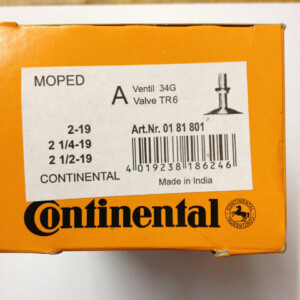 MOPED
A Ventil 34G
Valve TR6
2-19 Art.Nr. 01 81 801
2 1/4-19
2 1/2-19
4 019238 186246
CONTINENTAL Made in India
Continental
CONTINENTAL